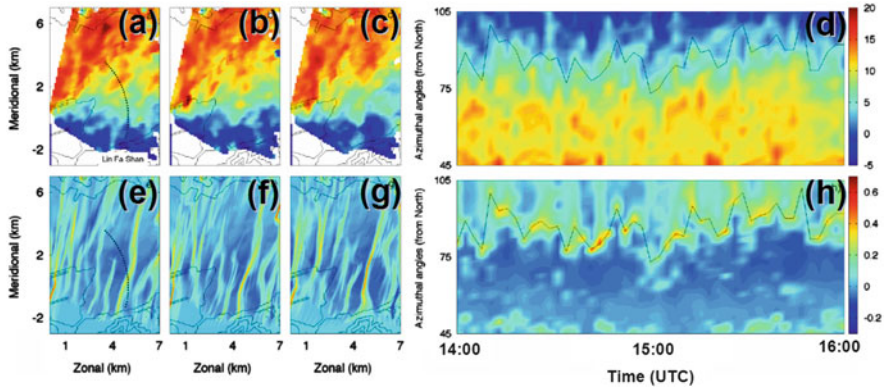 (a)
(b)
(c)
(d)
Meridional (km)
6
2
-2
Lin Fa Shan
Azimuthal angles (from North)
105
75
45
20
15
10
5
0
-5
(e)
(f)
(g)
(h)
Meridional (km)
6
2
-2
1 4 7
1 4 7
1 4 7
Zonal (km)
Zonal (km)
Zonal (km)
Azimuthal angles (from North)
105
75
45
14:00 15:00 16:00
Time (UTC)
0.6
0.4
0.2
0
-0.2